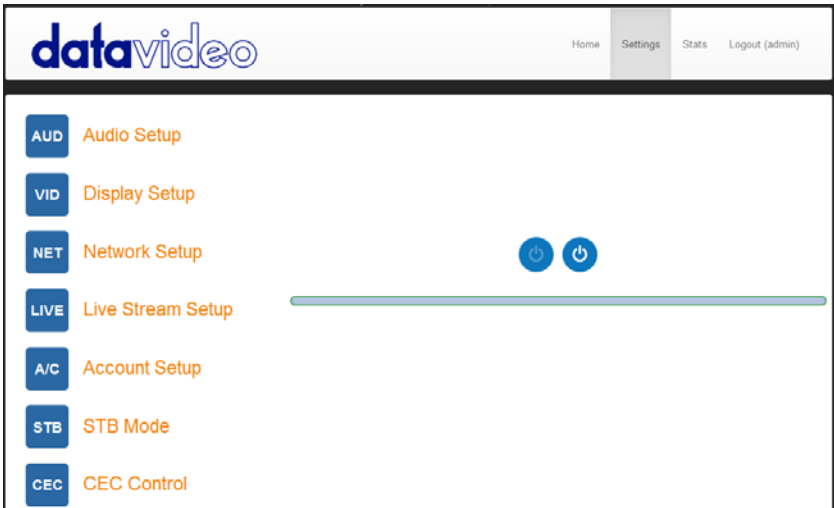 datavideo
Home Settings Stats Logout (admin)
AUD Audio Setup
VID Display Setup
NET Network Setup
LIVE Live Stream Setup
A/C Account Setup
STB STB Mode
CEC CEC Control